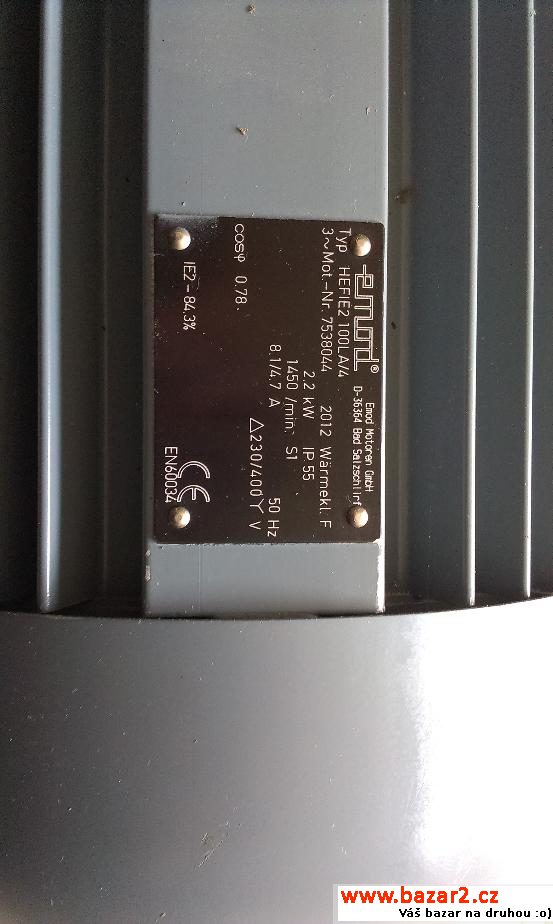 emod®
Emod Motoren GmbH
D-36364 Bad Salzschlirf
Typ HEFIE2 100LA/4
3~Mot.-Nr. 7538044 2012 Wärmekl. F
2.2 kW IP 55
1450 /min. S1 50 Hz
8.1/4.7 A △230/400Y V
cosφ 0.78.
IE2-84.3% EN60034
CE
www.bazar2.cz
Váš bazar na druhou :o)